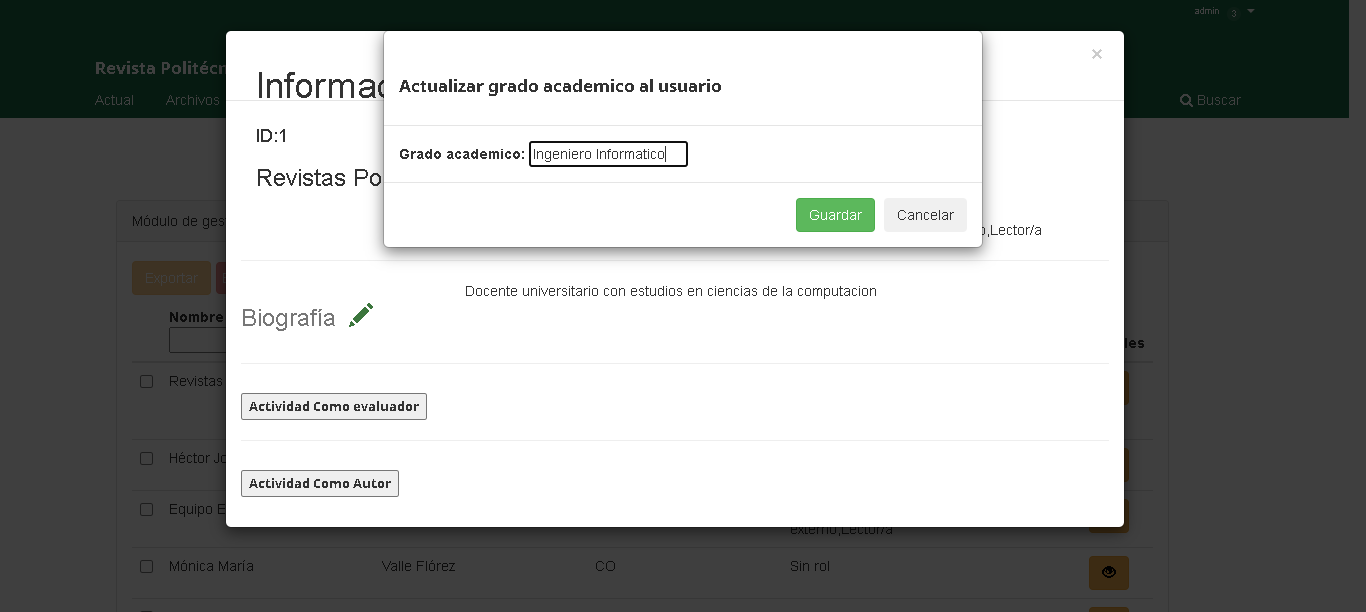 admin 3
Revista Politécn
Actual Archivos
Buscar
×
Informac
Actualizar grado academico al usuario
ID:1
Grado academico: Ingeniero Informatico
Revistas Po
Guardar Cancelar
Módulo de ges
,Lector/a
Exportar
Docente universitario con estudios en ciencias de la computacion
Biografía
Nombre
les
Revistas
Actividad Como evaluador
Héctor Jo
Actividad Como Autor
Equipo E
externo,Lector/a
Mónica María Valle Flórez CO Sin rol